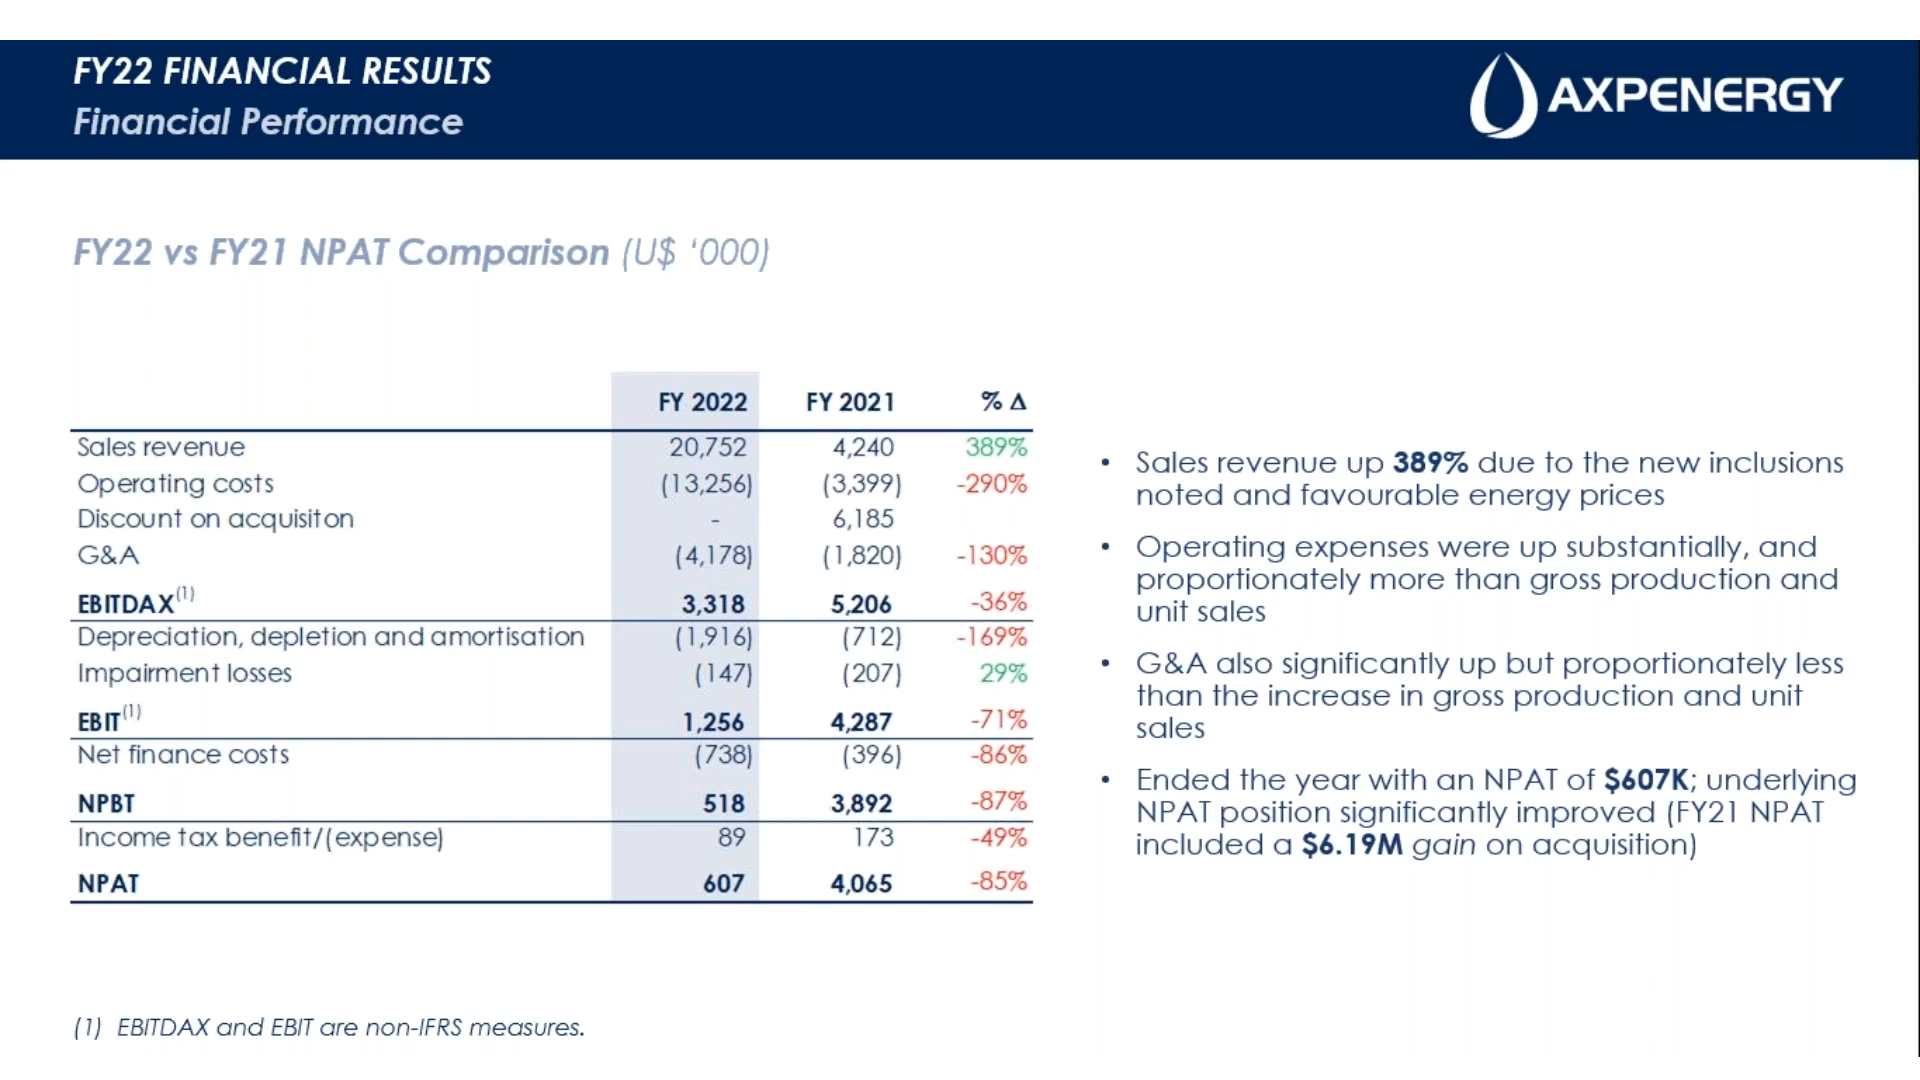 FY22 FINANCIAL RESULTS
Financial Performance
AXPENERGY
FY22 vs FY21 NPAT Comparison (U$ ‘000)
FY 2022 FY 2021 % Δ
Sales revenue 20,752 4,240 389%
Operating costs (13,256) (3,399) -290%
Discount on acquisiton - 6,185
G&A (4,178) (1,820) -130%
EBITDAX(1) 3,318 5,206 -36%
Depreciation, depletion and amortisation (1,916) (712) -169%
Impairment losses (147) (207) 29%
EBIT(1) 1,256 4,287 -71%
Net finance costs (738) (396) -86%
NPBT 518 3,892 -87%
Income tax benefit/(expense) 89 173 -49%
NPAT 607 4,065 -85%
• Sales revenue up 389% due to the new inclusions
noted and favourable energy prices
• Operating expenses were up substantially, and
proportionately more than gross production and
unit sales
• G&A also significantly up but proportionately less
than the increase in gross production and unit
sales
• Ended the year with an NPAT of $607K; underlying
NPAT position significantly improved (FY21 NPAT
included a $6.19M gain on acquisition)
(1) EBITDAX and EBIT are non-IFRS measures.